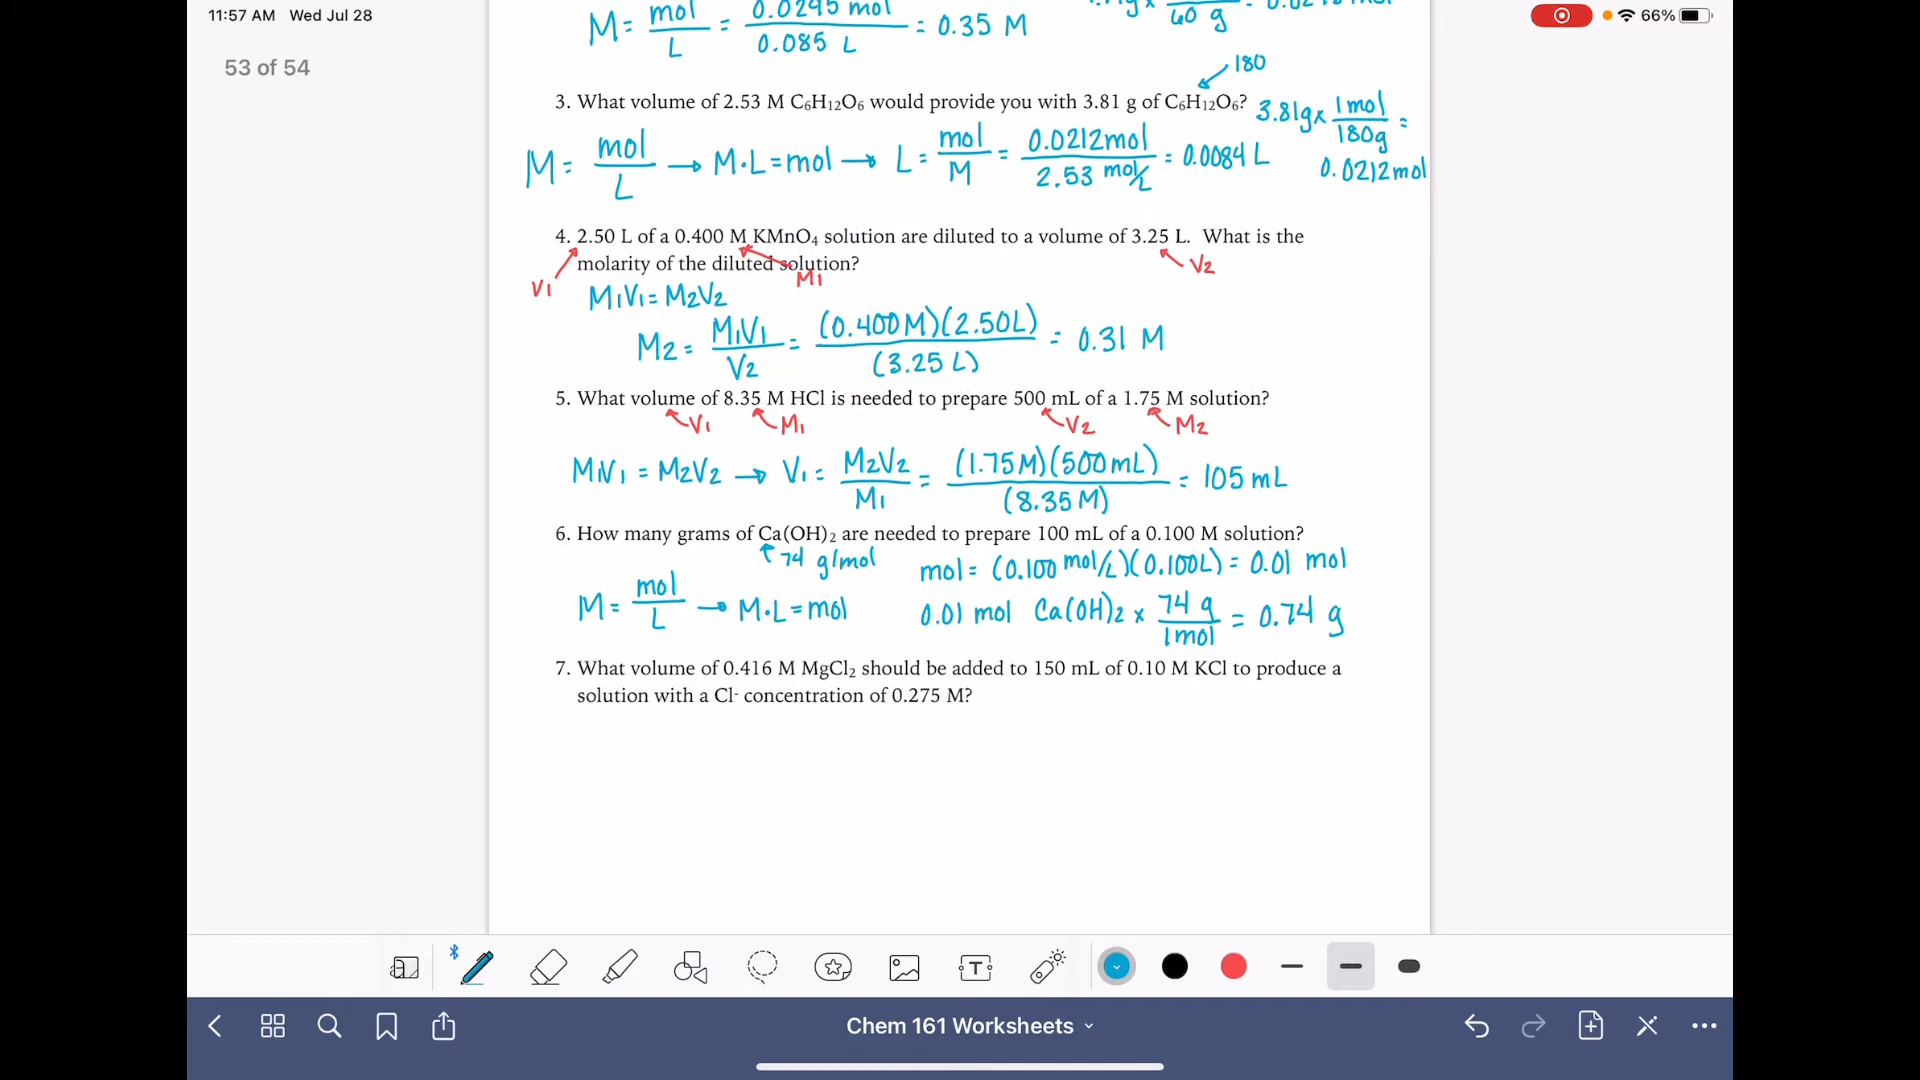 11:57 AM Wed Jul 28
66%
53 of 54
M = mol/L = 0.0245 mol/0.085 L = 0.35 M
60 g
180
3. What volume of 2.53 M C₆H₁₂O₆ would provide you with 3.81 g of C₆H₁₂O₆?
3.81g x 1mol/180g =
0.0212mol
M = mol/L → M·L = mol → L = mol/M = 0.0212mol/2.53 mol/L = 0.0084 L
4. 2.50 L of a 0.400 M KMnO₄ solution are diluted to a volume of 3.25 L. What is the
molarity of the diluted solution?
V1 M1 V2
M1V1 = M2V2
M2 = M1V1/V2 = (0.400M)(2.50L)/(3.25 L) = 0.31 M
5. What volume of 8.35 M HCl is needed to prepare 500 mL of a 1.75 M solution?
V1 M1 V2 M2
M1V1 = M2V2 → V1 = M2V2/M1 = (1.75M)(500mL)/(8.35M) = 105 mL
6. How many grams of Ca(OH)₂ are needed to prepare 100 mL of a 0.100 M solution?
74 g/mol
mol = (0.100 mol/L)(0.100L) = 0.01 mol
M = mol/L → M·L = mol
0.01 mol Ca(OH)2 x 74 g/1mol = 0.74 g
7. What volume of 0.416 M MgCl₂ should be added to 150 mL of 0.10 M KCl to produce a
solution with a Cl⁻ concentration of 0.275 M?
Chem 161 Worksheets